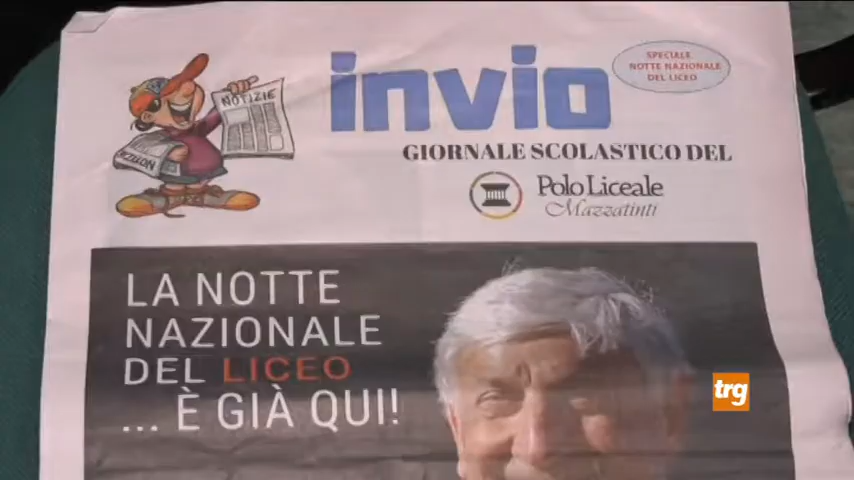 NOTIZIE
NOTIZIE
invio
SPECIALE
NOTTE NAZIONALE
DEL LICEO
GIORNALE SCOLASTICO DEL
Polo Liceale
Mazzatinti
LA NOTTE
NAZIONALE
DEL LICEO
... È GIÀ QUI!
trg